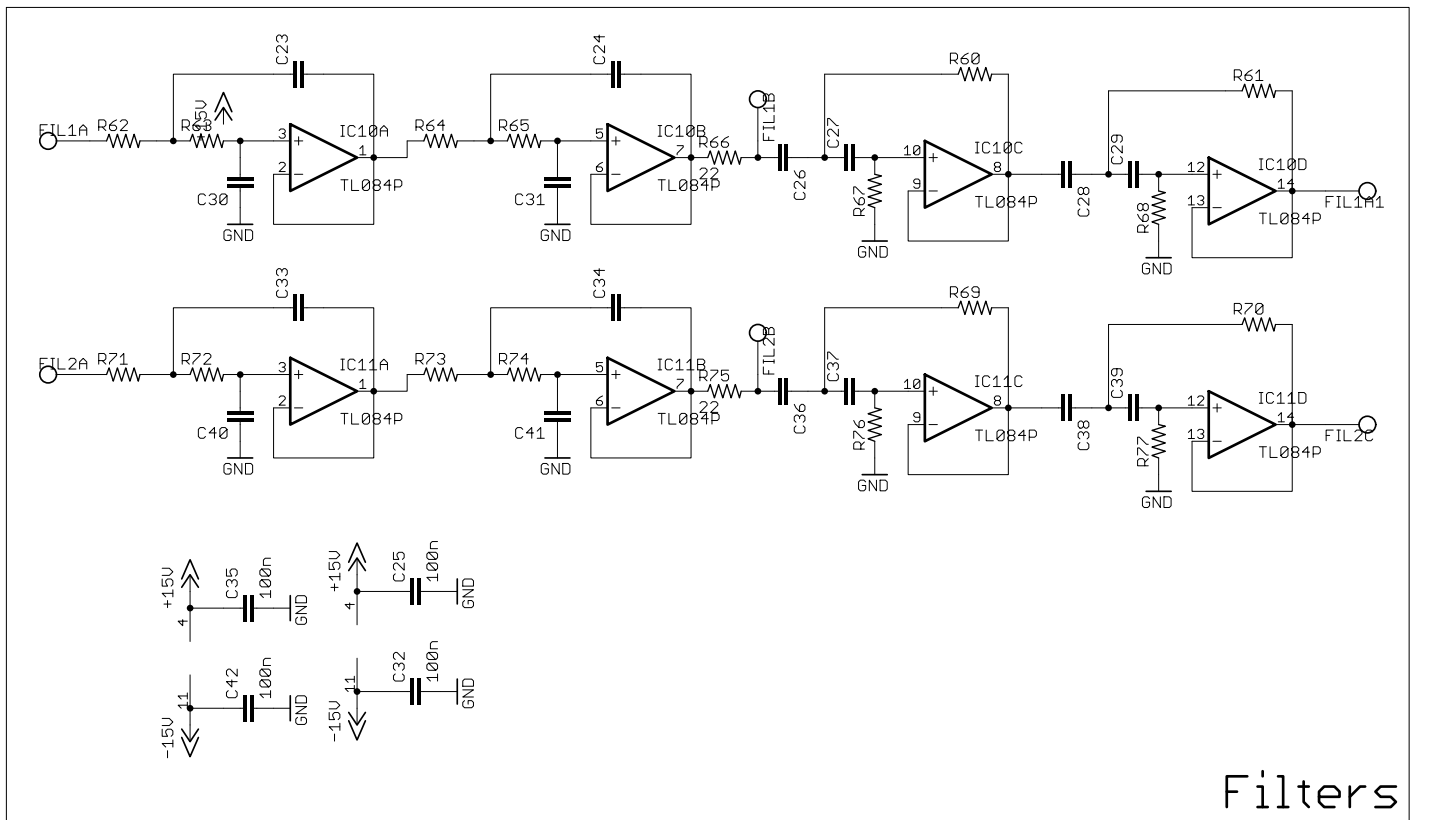 C23
C24
R60
R61
+15V
FIL1B
C27
C29
FIL1A
R62
R63
3
IC10A
1
2
TL084P
R64
R65
5
IC10B
7
6
TL084P
R66
22
C26
10
IC10C
8
9
TL084P
12
IC10D
14
13
TL084P
FIL1A1
C30
C31
R67
C28
R68
GND
GND
GND
GND
C33
C34
R69
R70
FIL2B
C37
C39
FIL2A
R71
R72
3
IC11A
1
2
TL084P
R73
R74
5
IC11B
7
6
TL084P
R75
22
C36
10
IC11C
8
9
TL084P
12
IC11D
14
13
TL084P
FIL2C
C40
C41
R76
C38
R77
GND
GND
GND
GND
+15V
4
C35
100n
GND
+15V
4
C25
100n
GND
11
-15V
C42
100n
GND
11
-15V
C32
100n
GND
Filters